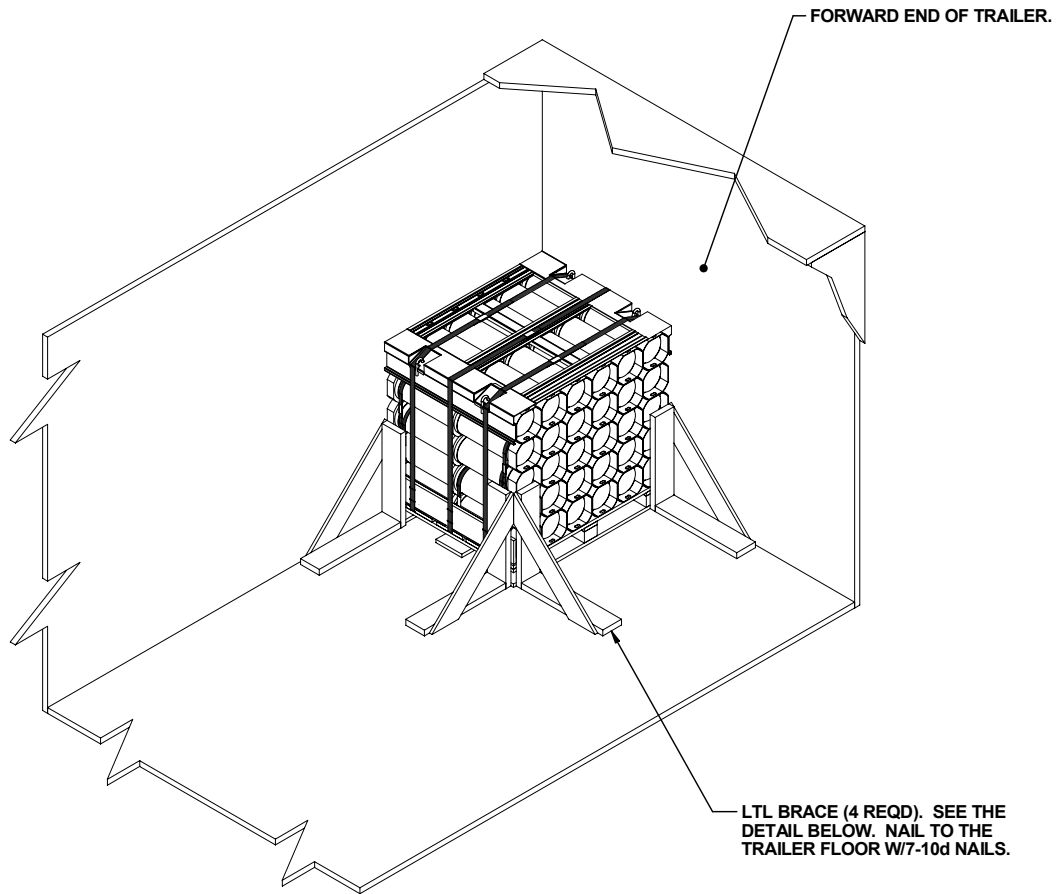 FORWARD END OF TRAILER.
LTL BRACE (4 REQD).  SEE THE
DETAIL BELOW.  NAIL TO THE
TRAILER FLOOR W/7-10d NAILS.